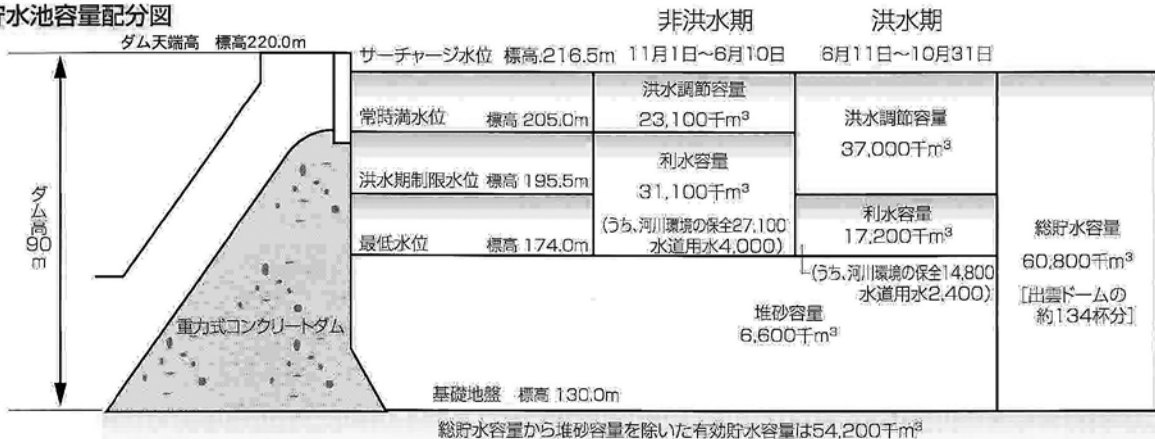 貯水池容量配分図
非洪水期
洪水期
ダム天端高 標高220.0m
サーチャージ水位 標高.216.5m
11月1日～6月10日
6月11日～10月31日
常時満水位 標高205.0m
洪水調節容量
23,100千m³
洪水調節容量
37,000千m³
洪水期制限水位 標高195.5m
利水容量
31,100千m³
(うち、河川環境の保全27,100
水道用水4,000)
最低水位 標高174.0m
利水容量
17,200千m³
(うち、河川環境の保全14,800
水道用水2,400)
総貯水容量
60,800千m³
[出雲ドームの
約134杯分]
ダム高90m
重力式コンクリートダム
堆砂容量
6,600千m³
基礎地盤 標高130.0m
総貯水容量から堆砂容量を除いた有効貯水容量は54,200千m³